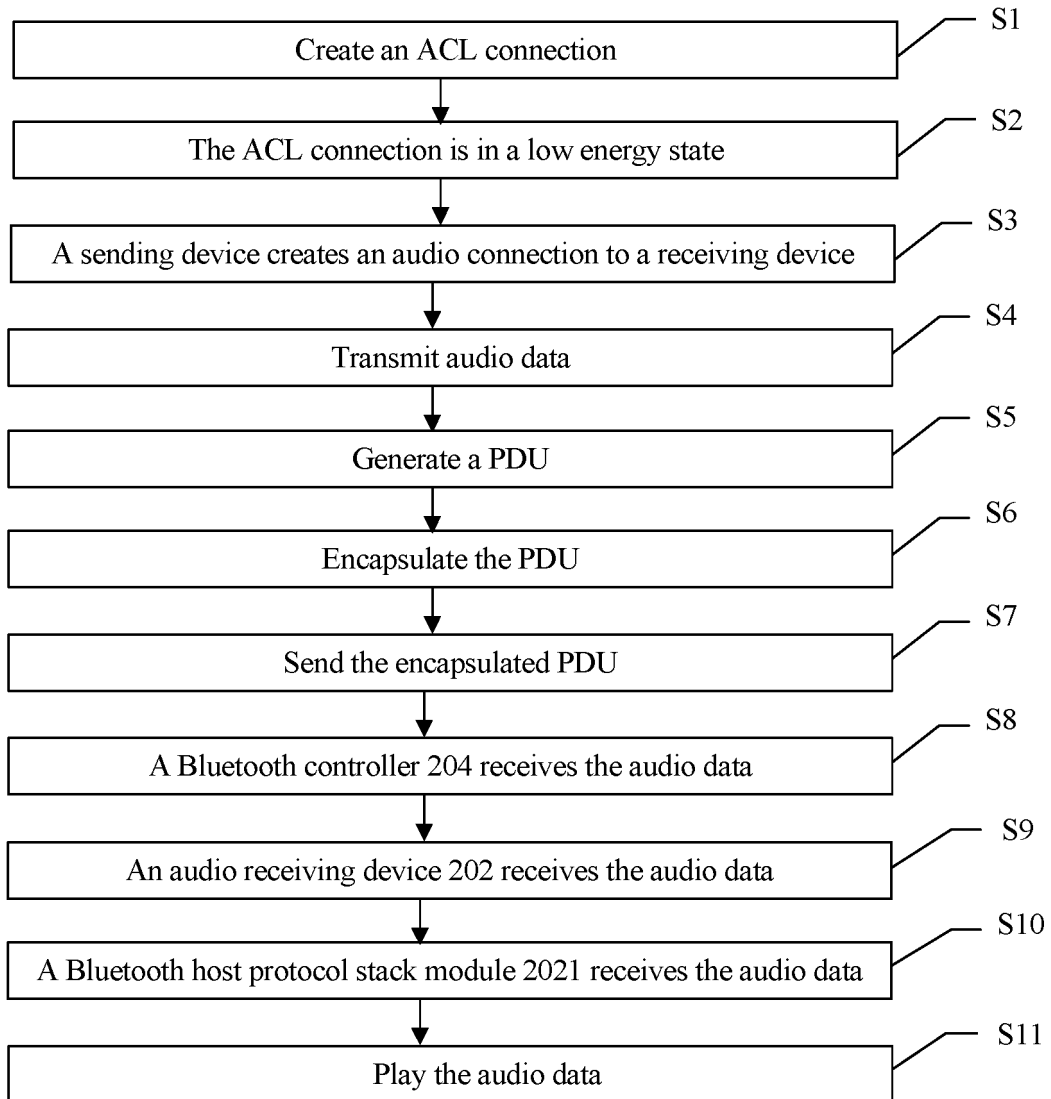 S1
Create an ACL connection
S2
The ACL connection is in a low energy state
S3
A sending device creates an audio connection to a receiving device
S4
Transmit audio data
S5
Generate a PDU
S6
Encapsulate the PDU
S7
Send the encapsulated PDU
S8
A Bluetooth controller 204 receives the audio data
S9
An audio receiving device 202 receives the audio data
S10
A Bluetooth host protocol stack module 2021 receives the audio data
S11
Play the audio data